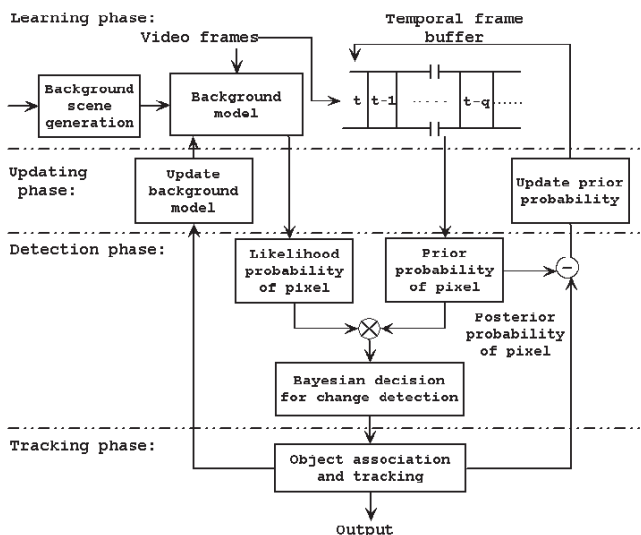 Learning phase:
Temporal frame
buffer
Video frames
Background
scene
generation
Background
model
t t-1 ..... t-q ......
Updating
phase:
Update
background
model
Update prior
probability
Detection phase:
Likelihood
probability
of pixel
Prior
probability
of pixel
Posterior
probability
of pixel
Bayesian decision
for change detection
Tracking phase:
Object association
and tracking
Output